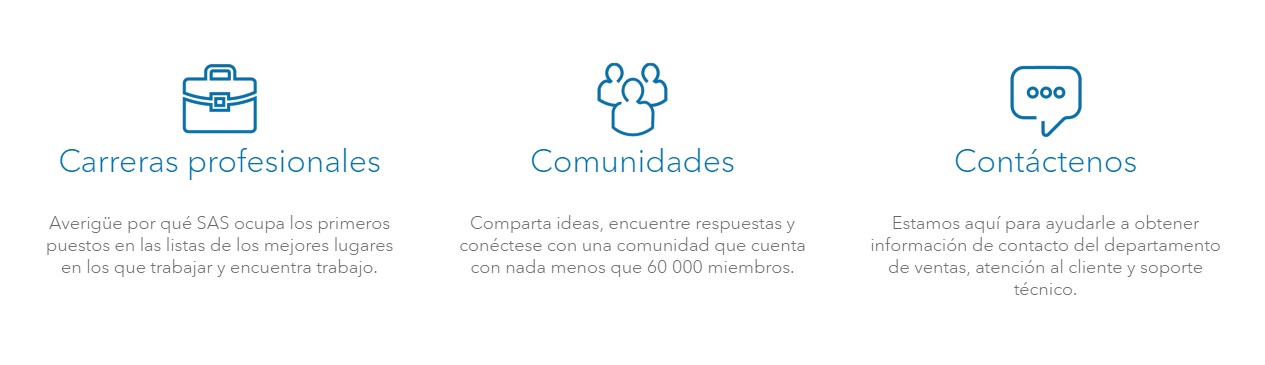 Carreras profesionales
Averigüe por qué SAS ocupa los primeros
puestos en las listas de los mejores lugares
en los que trabajar y encuentra trabajo.
Comunidades
Comparta ideas, encuentre respuestas y
conéctese con una comunidad que cuenta
con nada menos que 60 000 miembros.
Contáctenos
Estamos aquí para ayudarle a obtener
información de contacto del departamento
de ventas, atención al cliente y soporte
técnico.